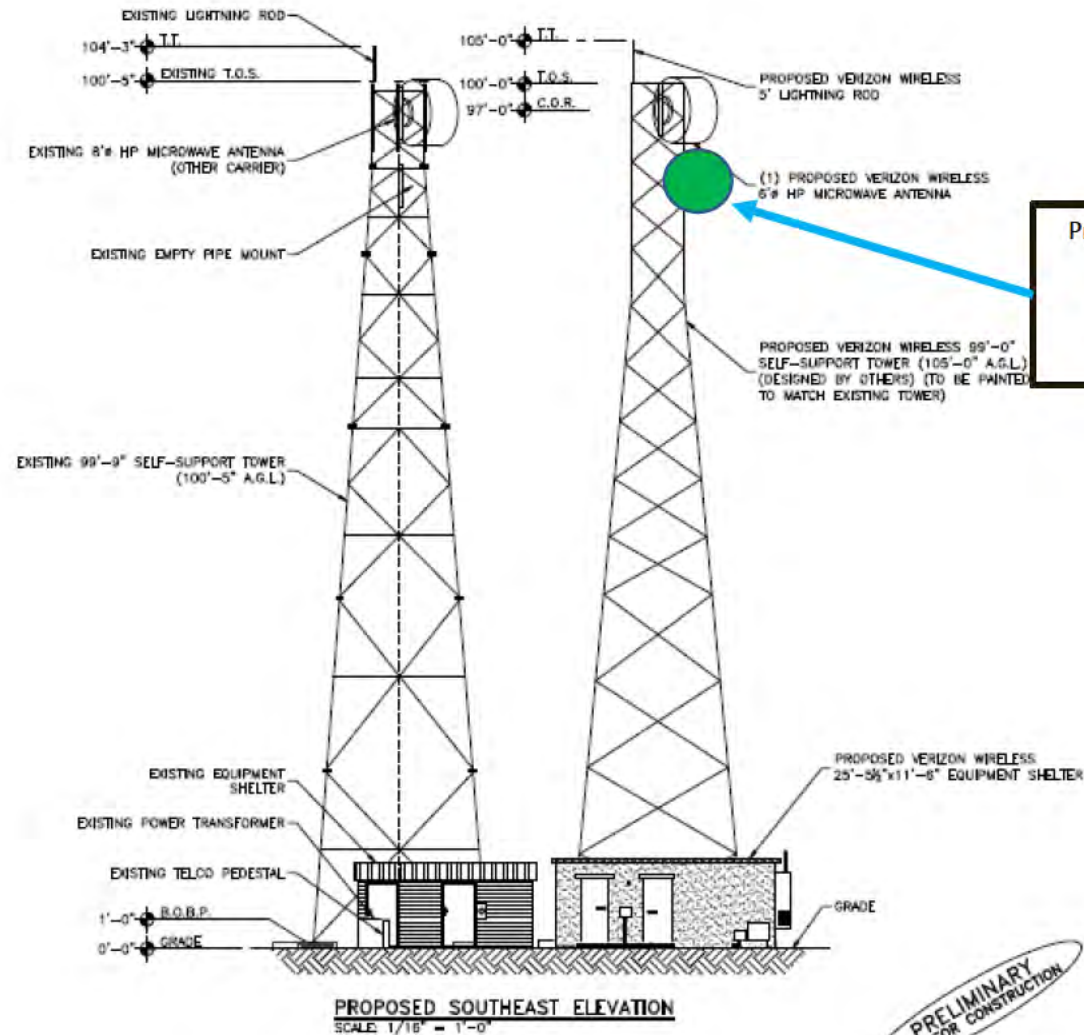 EXISTING LIGHTNING ROD
104'-3" T.T.
100'-5" EXISTING T.O.S.
EXISTING 8'ø HP MICROWAVE ANTENNA
(OTHER CARRIER)
EXISTING EMPTY PIPE MOUNT
EXISTING 99'-9" SELF-SUPPORT TOWER
(100'-5" A.G.L.)
EXISTING EQUIPMENT
SHELTER
EXISTING POWER TRANSFORMER
EXISTING TELCO PEDESTAL
1'-0" B.O.B.P.
0'-0" GRADE
105'-0" T.T.
100'-0" T.O.S.
97'-0" C.O.R.
PROPOSED VERIZON WIRELESS
5' LIGHTNING ROD
(1) PROPOSED VERIZON WIRELESS
6'ø HP MICROWAVE ANTENNA
PROPOSED VERIZON WIRELESS 99'-0"
SELF-SUPPORT TOWER (105'-0" A.G.L.)
(DESIGNED BY OTHERS) (TO BE PAINTED
TO MATCH EXISTING TOWER)
PROPOSED VERIZON WIRELESS
25'-5½"x11'-6" EQUIPMENT SHELTER
GRADE
PROPOSED SOUTHEAST ELEVATION
SCALE: 1/16" = 1'-0"
PRELIMINARY
CONSTRUCTION